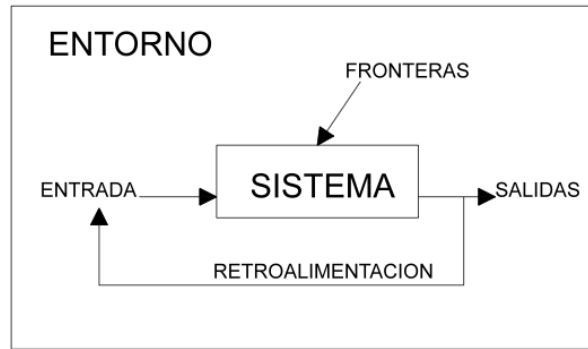 ENTORNO
FRONTERAS
ENTRADA
SISTEMA
SALIDAS
RETROALIMENTACION